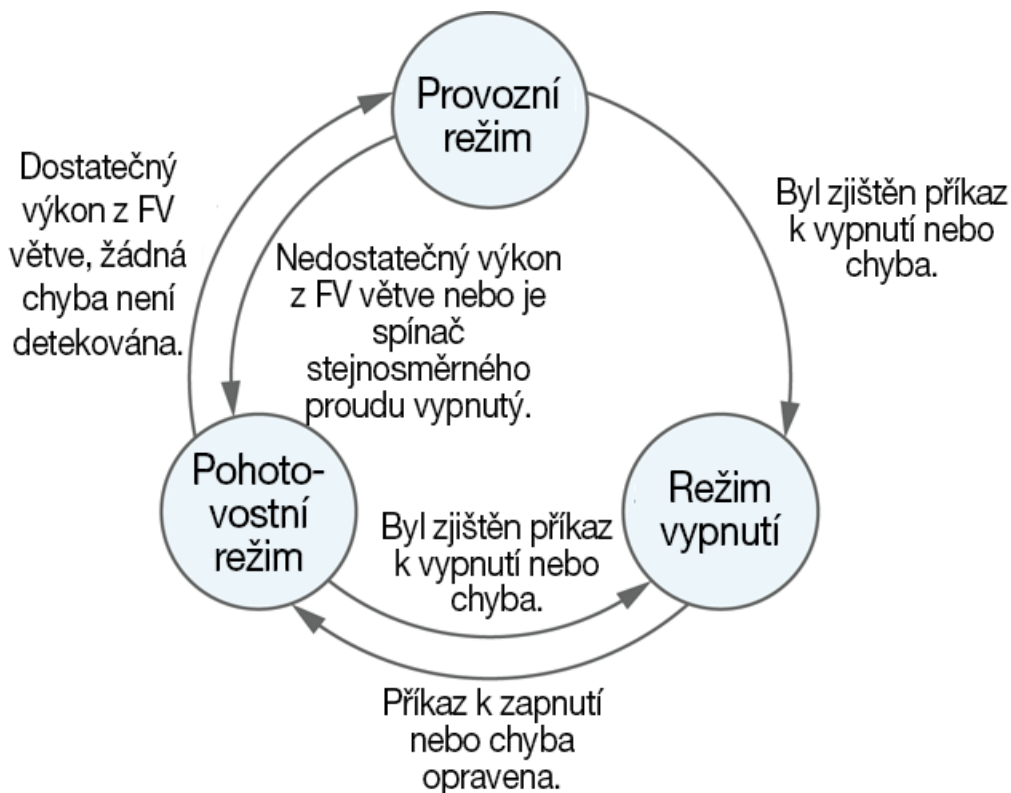 Provozní
režim
Dostatečný
výkon z FV
větve, žádná
chyba není
detekována.
Byl zjištěn příkaz
k vypnutí nebo
chyba.
Nedostatečný výkon
z FV větve nebo je
spínač
stejnosměrného
proudu vypnutý.
Pohoto-
vostní
režim
Režim
vypnutí
Byl zjištěn příkaz
k vypnutí nebo
chyba.
Příkaz k zapnutí
nebo chyba
opravena.